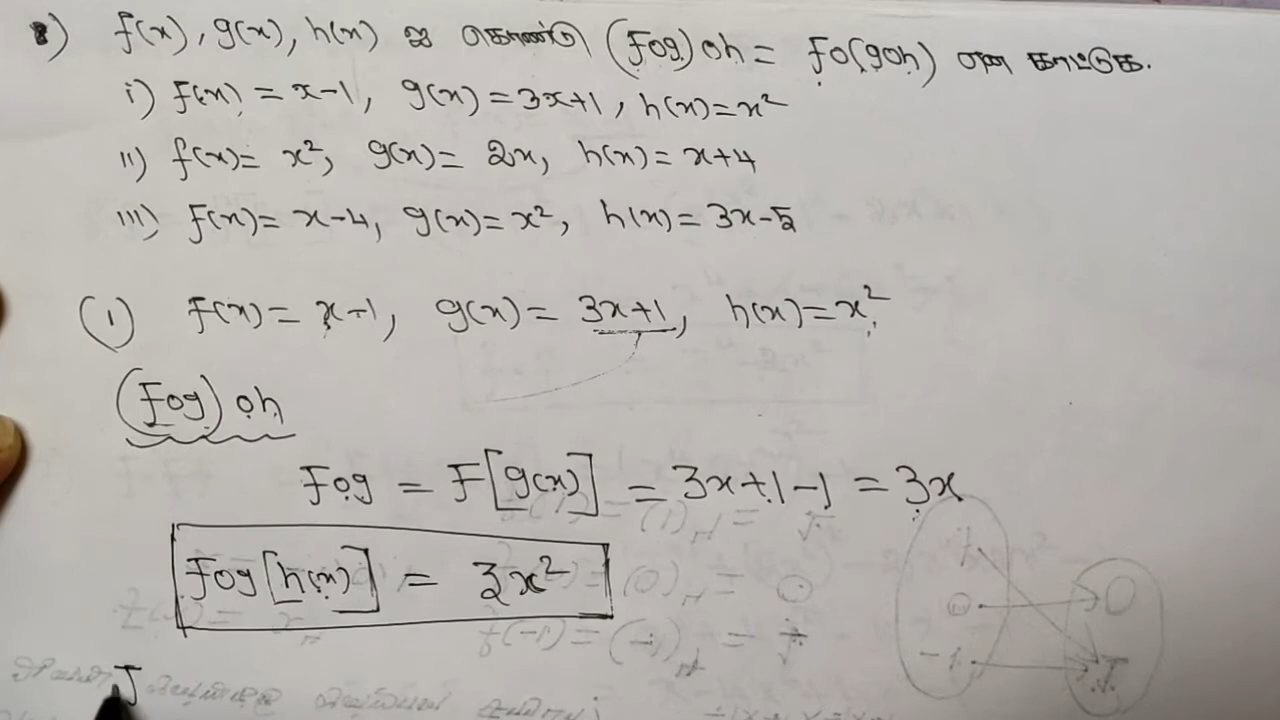 8) f(x), g(x), h(x) ஐ கொண்டு (fog)oh = fo(goh) என காட்டுக.
i) f(x) = x-1, g(x) = 3x+1, h(x) = x²
ii) f(x) = x², g(x) = 2x, h(x) = x+4
iii) f(x) = x-4, g(x) = x², h(x) = 3x-5
(i) f(x) = x-1, g(x) = 3x+1, h(x) = x²
(fog)oh
fog = f[g(x)] = 3x+1-1 = 3x
fog[h(x)] = 3x²